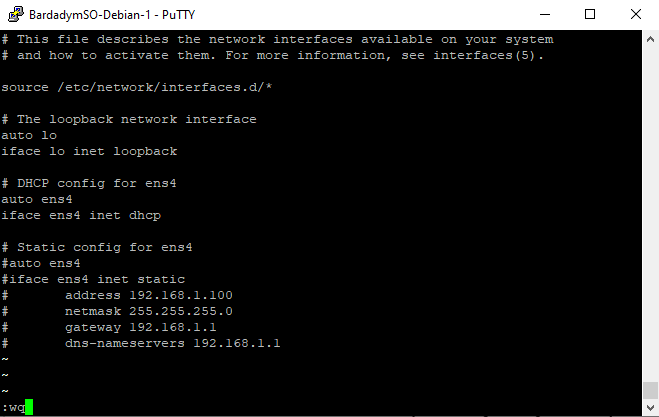 BardadymSO-Debian-1 - PuTTY
# This file describes the network interfaces available on your system
# and how to activate them. For more information, see interfaces(5).
source /etc/network/interfaces.d/*
# The loopback network interface
auto lo
iface lo inet loopback
# DHCP config for ens4
auto ens4
iface ens4 inet dhcp
# Static config for ens4
#auto ens4
#iface ens4 inet static
#       address 192.168.1.100
#       netmask 255.255.255.0
#       gateway 192.168.1.1
#       dns-nameservers 192.168.1.1
~
~
~
:wq